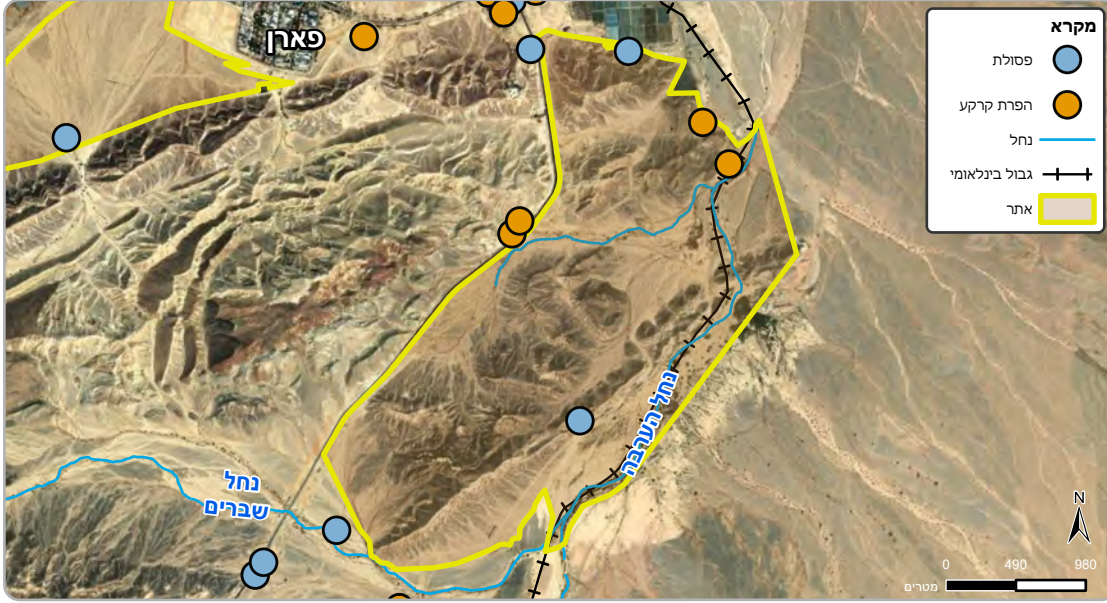 פארן
מקרא
פסולת
הפרת קרקע
נחל
גבול בינלאומי
אתר
נחל הערבה
נחל
שברים
N
0 490 980
מטרים